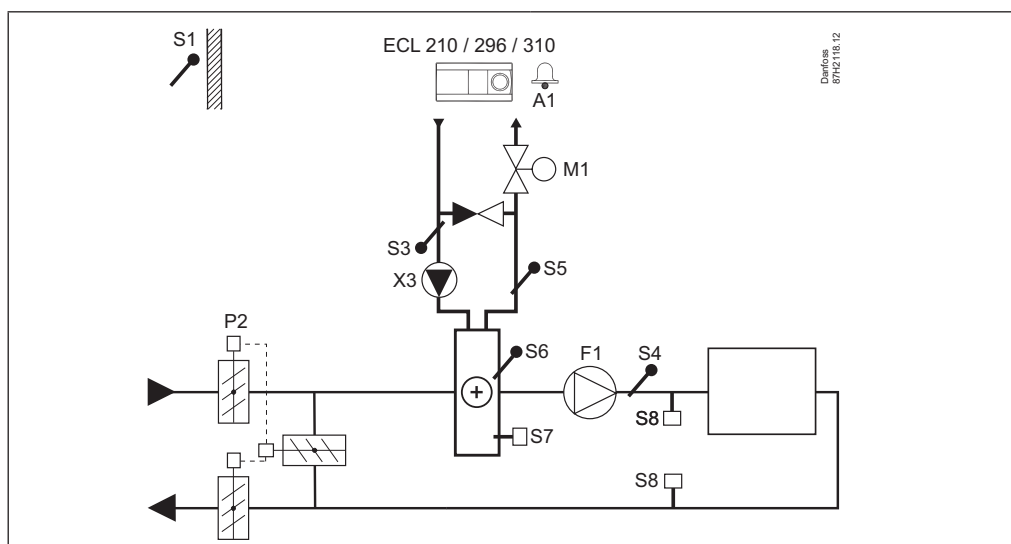 S1
ECL 210 / 296 / 310
A1
Danfoss
87H2118.12
M1
S3
S5
X3
P2
S6
F1
S4
+
S8
S7
S8